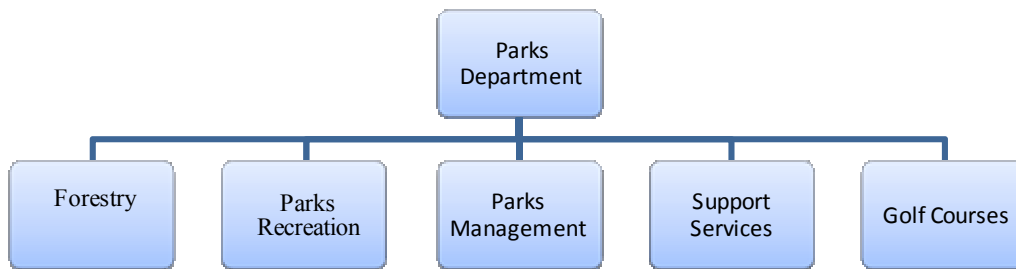 Parks
Department
Forestry
Parks
Recreation
Parks
Management
Support
Services
Golf Courses